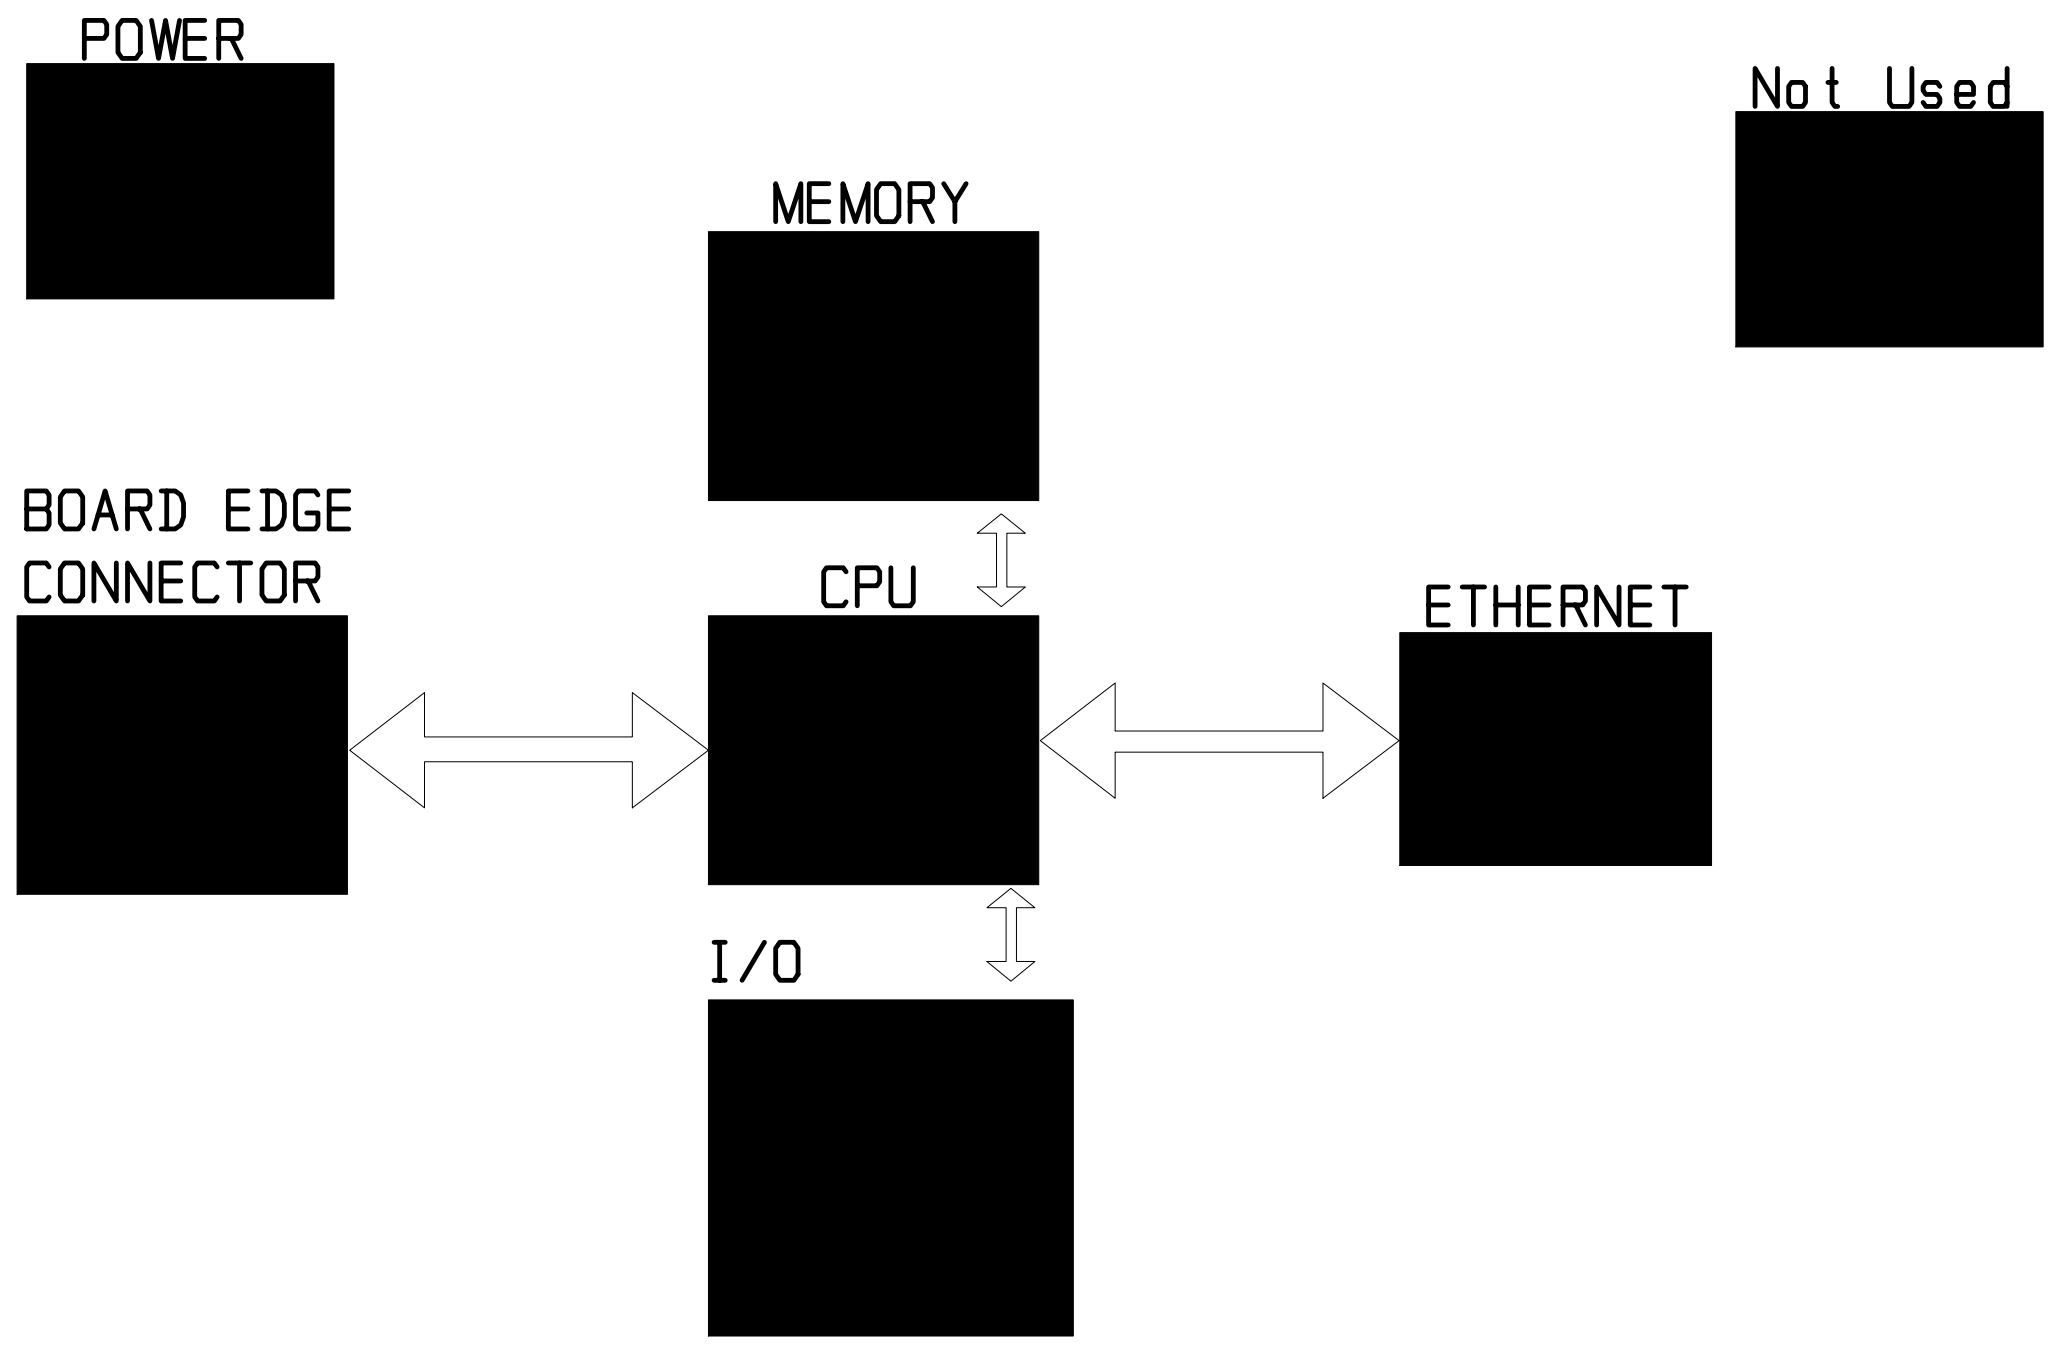 POWER
Not Used
MEMORY
BOARD EDGE
CONNECTOR
CPU
ETHERNET
I/O